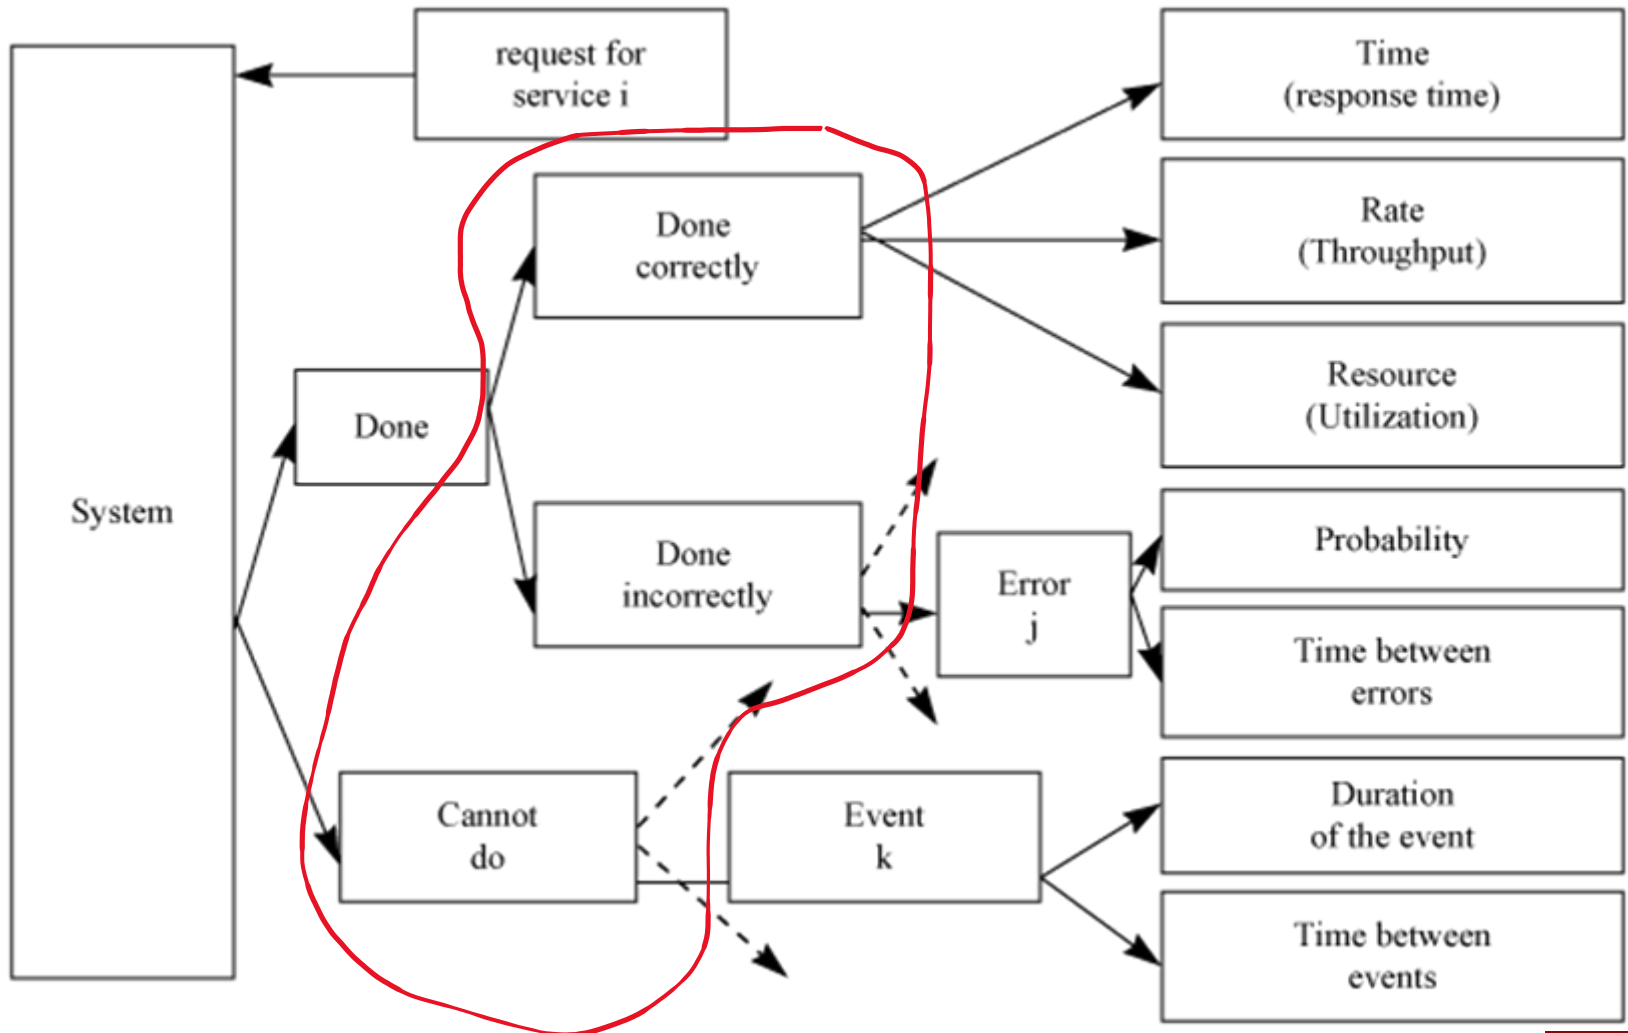 request for
service i
Time
(response time)
Done
correctly
Rate
(Throughput)
Resource
(Utilization)
Done
System
Done
incorrectly
Error
j
Probability
Time between
errors
Cannot
do
Event
k
Duration
of the event
Time between
events